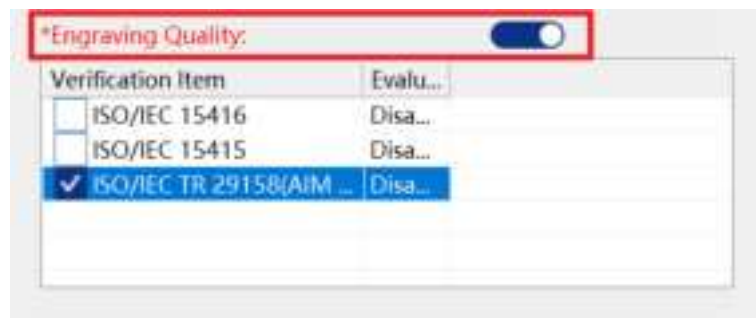 *Engraving Quality:
Verification Item Evalu...
ISO/IEC 15416 Disa...
ISO/IEC 15415 Disa...
ISO/IEC TR 29158(AIM ... Disa...